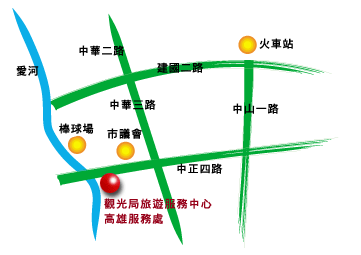 火車站
中華二路
愛河
建國二路
中華三路
中山一路
棒球場
市議會
中正四路
觀光局旅遊服務中心
高雄服務處